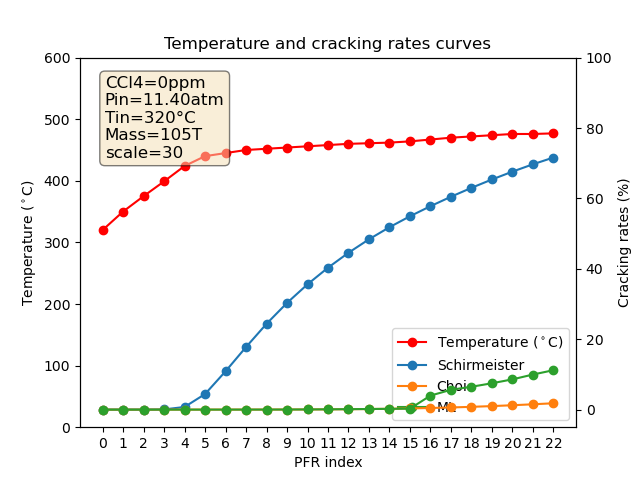 Temperature and cracking rates curves
CCl4=0ppm
Pin=11.40atm
Tin=320°C
Mass=105T
scale=30
Temperature (°C)
600
500
400
300
200
100
0
Cracking rates (%)
100
80
60
40
20
0
Temperature (°C)
Schirmeister
Choi
0 1 2 3 4 5 6 7 8 9 10 11 12 13 14 15 16 17 18 19 20 21 22
PFR index